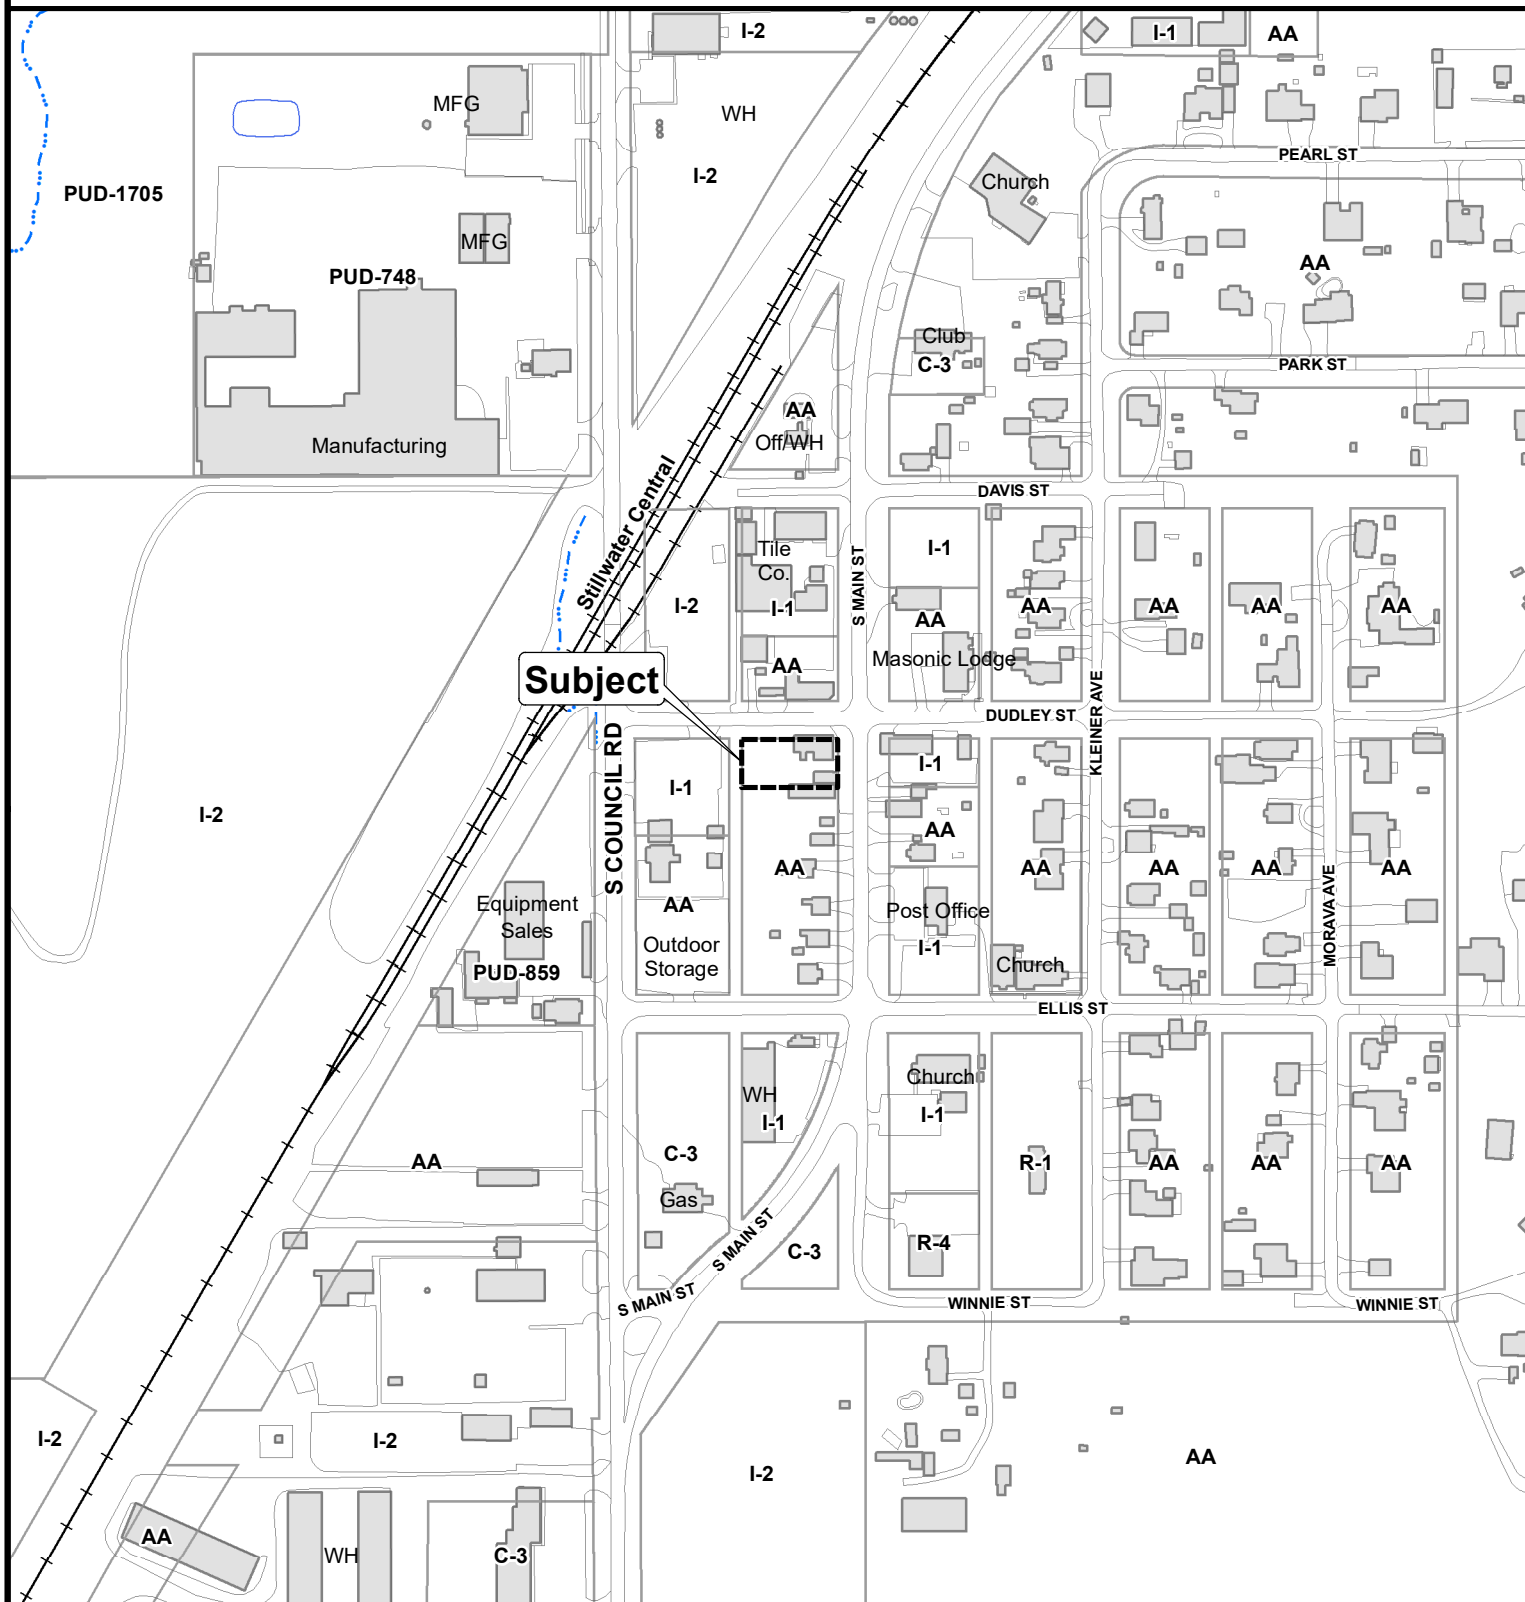 I-2
I-1
AA
MFG
WH
PEARL ST
I-2
Church
PUD-1705
MFG
AA
PUD-748
Club
C-3
PARK ST
AA
Off/WH
Manufacturing
Stillwater Central
DAVIS ST
S MAIN ST
Tile
Co.
I-1
I-2
I-1
AA
AA
AA
AA
AA
Masonic Lodge
AA
Subject
KLEINER AVE
DUDLEY ST
S COUNCIL RD
I-1
I-1
I-2
AA
AA
AA
AA
AA
AA
MORAVA AVE
Equipment
Sales
AA
Post Office
I-1
Outdoor
Storage
Church
PUD-859
ELLIS ST
WH
I-1
Church
I-1
AA
C-3
R-1
AA
AA
AA
Gas
S MAIN ST
C-3
R-4
S MAIN ST
WINNIE ST
WINNIE ST
I-2
I-2
I-2
AA
AA
WH
C-3